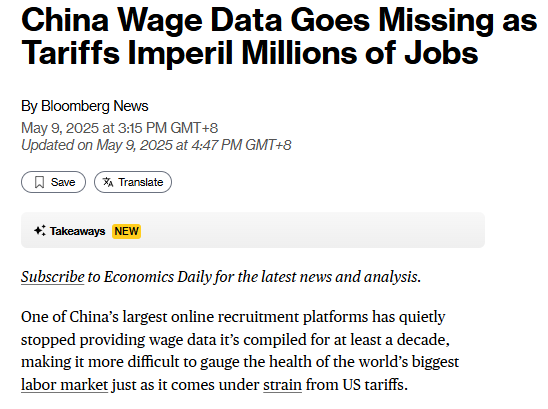 China Wage Data Goes Missing as
Tariffs Imperil Millions of Jobs
By Bloomberg News
May 9, 2025 at 3:15 PM GMT+8
Updated on May 9, 2025 at 4:47 PM GMT+8
Save
Translate
Takeaways NEW
Subscribe to Economics Daily for the latest news and analysis.
One of China’s largest online recruitment platforms has quietly
stopped providing wage data it’s compiled for at least a decade,
making it more difficult to gauge the health of the world’s biggest
labor market just as it comes under strain from US tariffs.